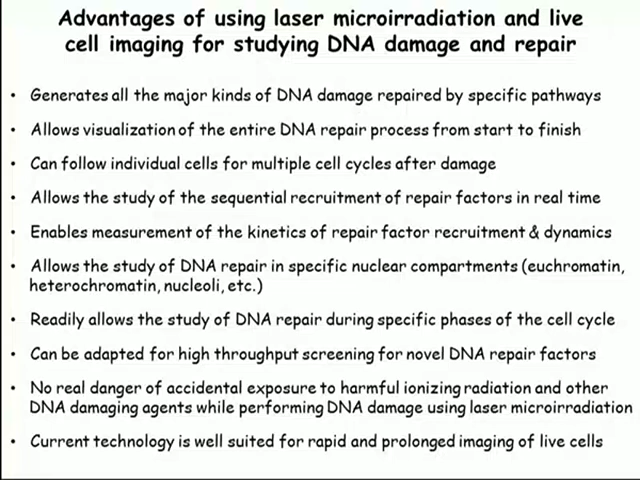 Advantages of using laser microirradiation and live
cell imaging for studying DNA damage and repair
• Generates all the major kinds of DNA damage repaired by specific pathways
• Allows visualization of the entire DNA repair process from start to finish
• Can follow individual cells for multiple cell cycles after damage
• Allows the study of the sequential recruitment of repair factors in real time
• Enables measurement of the kinetics of repair factor recruitment & dynamics
• Allows the study of DNA repair in specific nuclear compartments (euchromatin,
heterochromatin, nucleoli, etc.)
• Readily allows the study of DNA repair during specific phases of the cell cycle
• Can be adapted for high throughput screening for novel DNA repair factors
• No real danger of accidental exposure to harmful ionizing radiation and other
DNA damaging agents while performing DNA damage using laser microirradiation
• Current technology is well suited for rapid and prolonged imaging of live cells